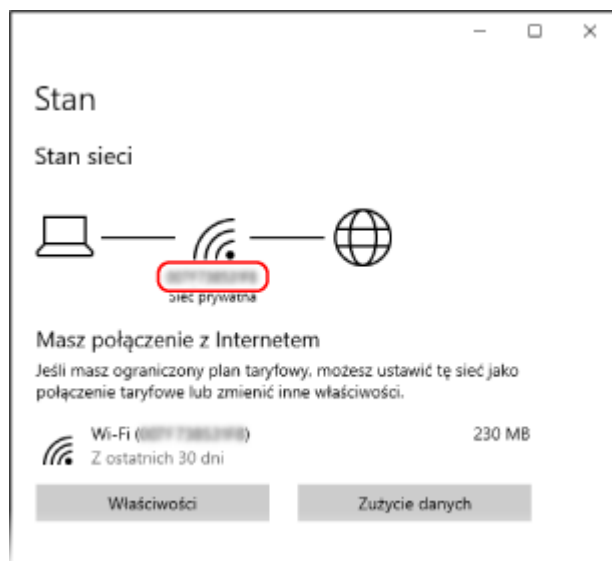 Stan
Stan sieci
Sieć prywatna
Masz połączenie z Internetem
Jeśli masz ograniczony plan taryfowy, możesz ustawić tę sieć jako
połączenie taryfowe lub zmienić inne właściwości.
Wi-Fi ( ) 230 MB
Z ostatnich 30 dni
Właściwości Zużycie danych